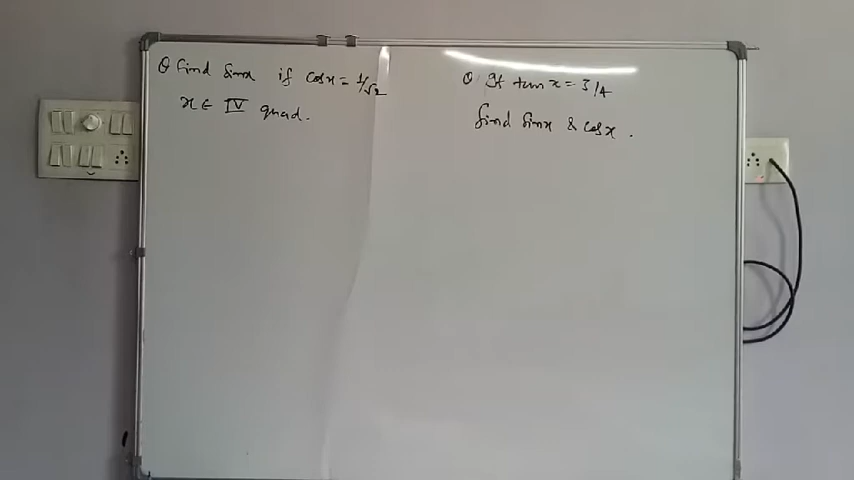 Q Find Sinx if cosx = 1/√2
x ∈ IV quad.
Q If tan x = 3/4
find Sinx & cosx .